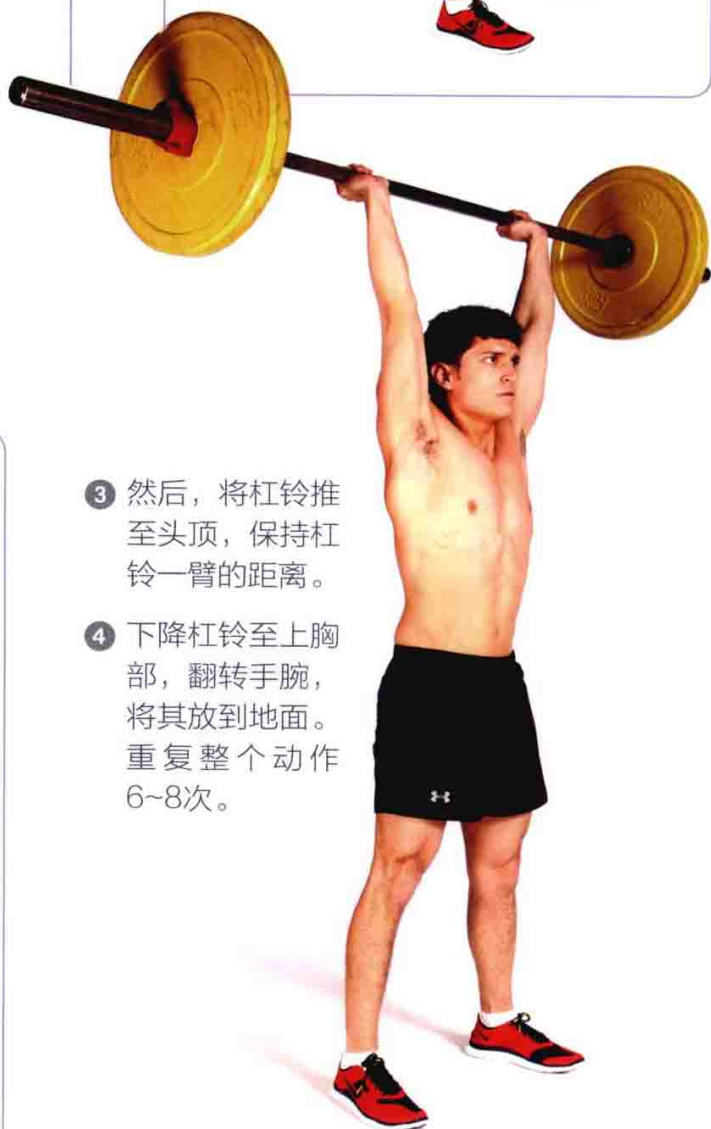 ③ 然后，将杠铃推
至头顶，保持杠
铃一臂的距离。
④ 下降杠铃至上胸
部，翻转手腕，
将其放到地面。
重复整个动作
6~8次。